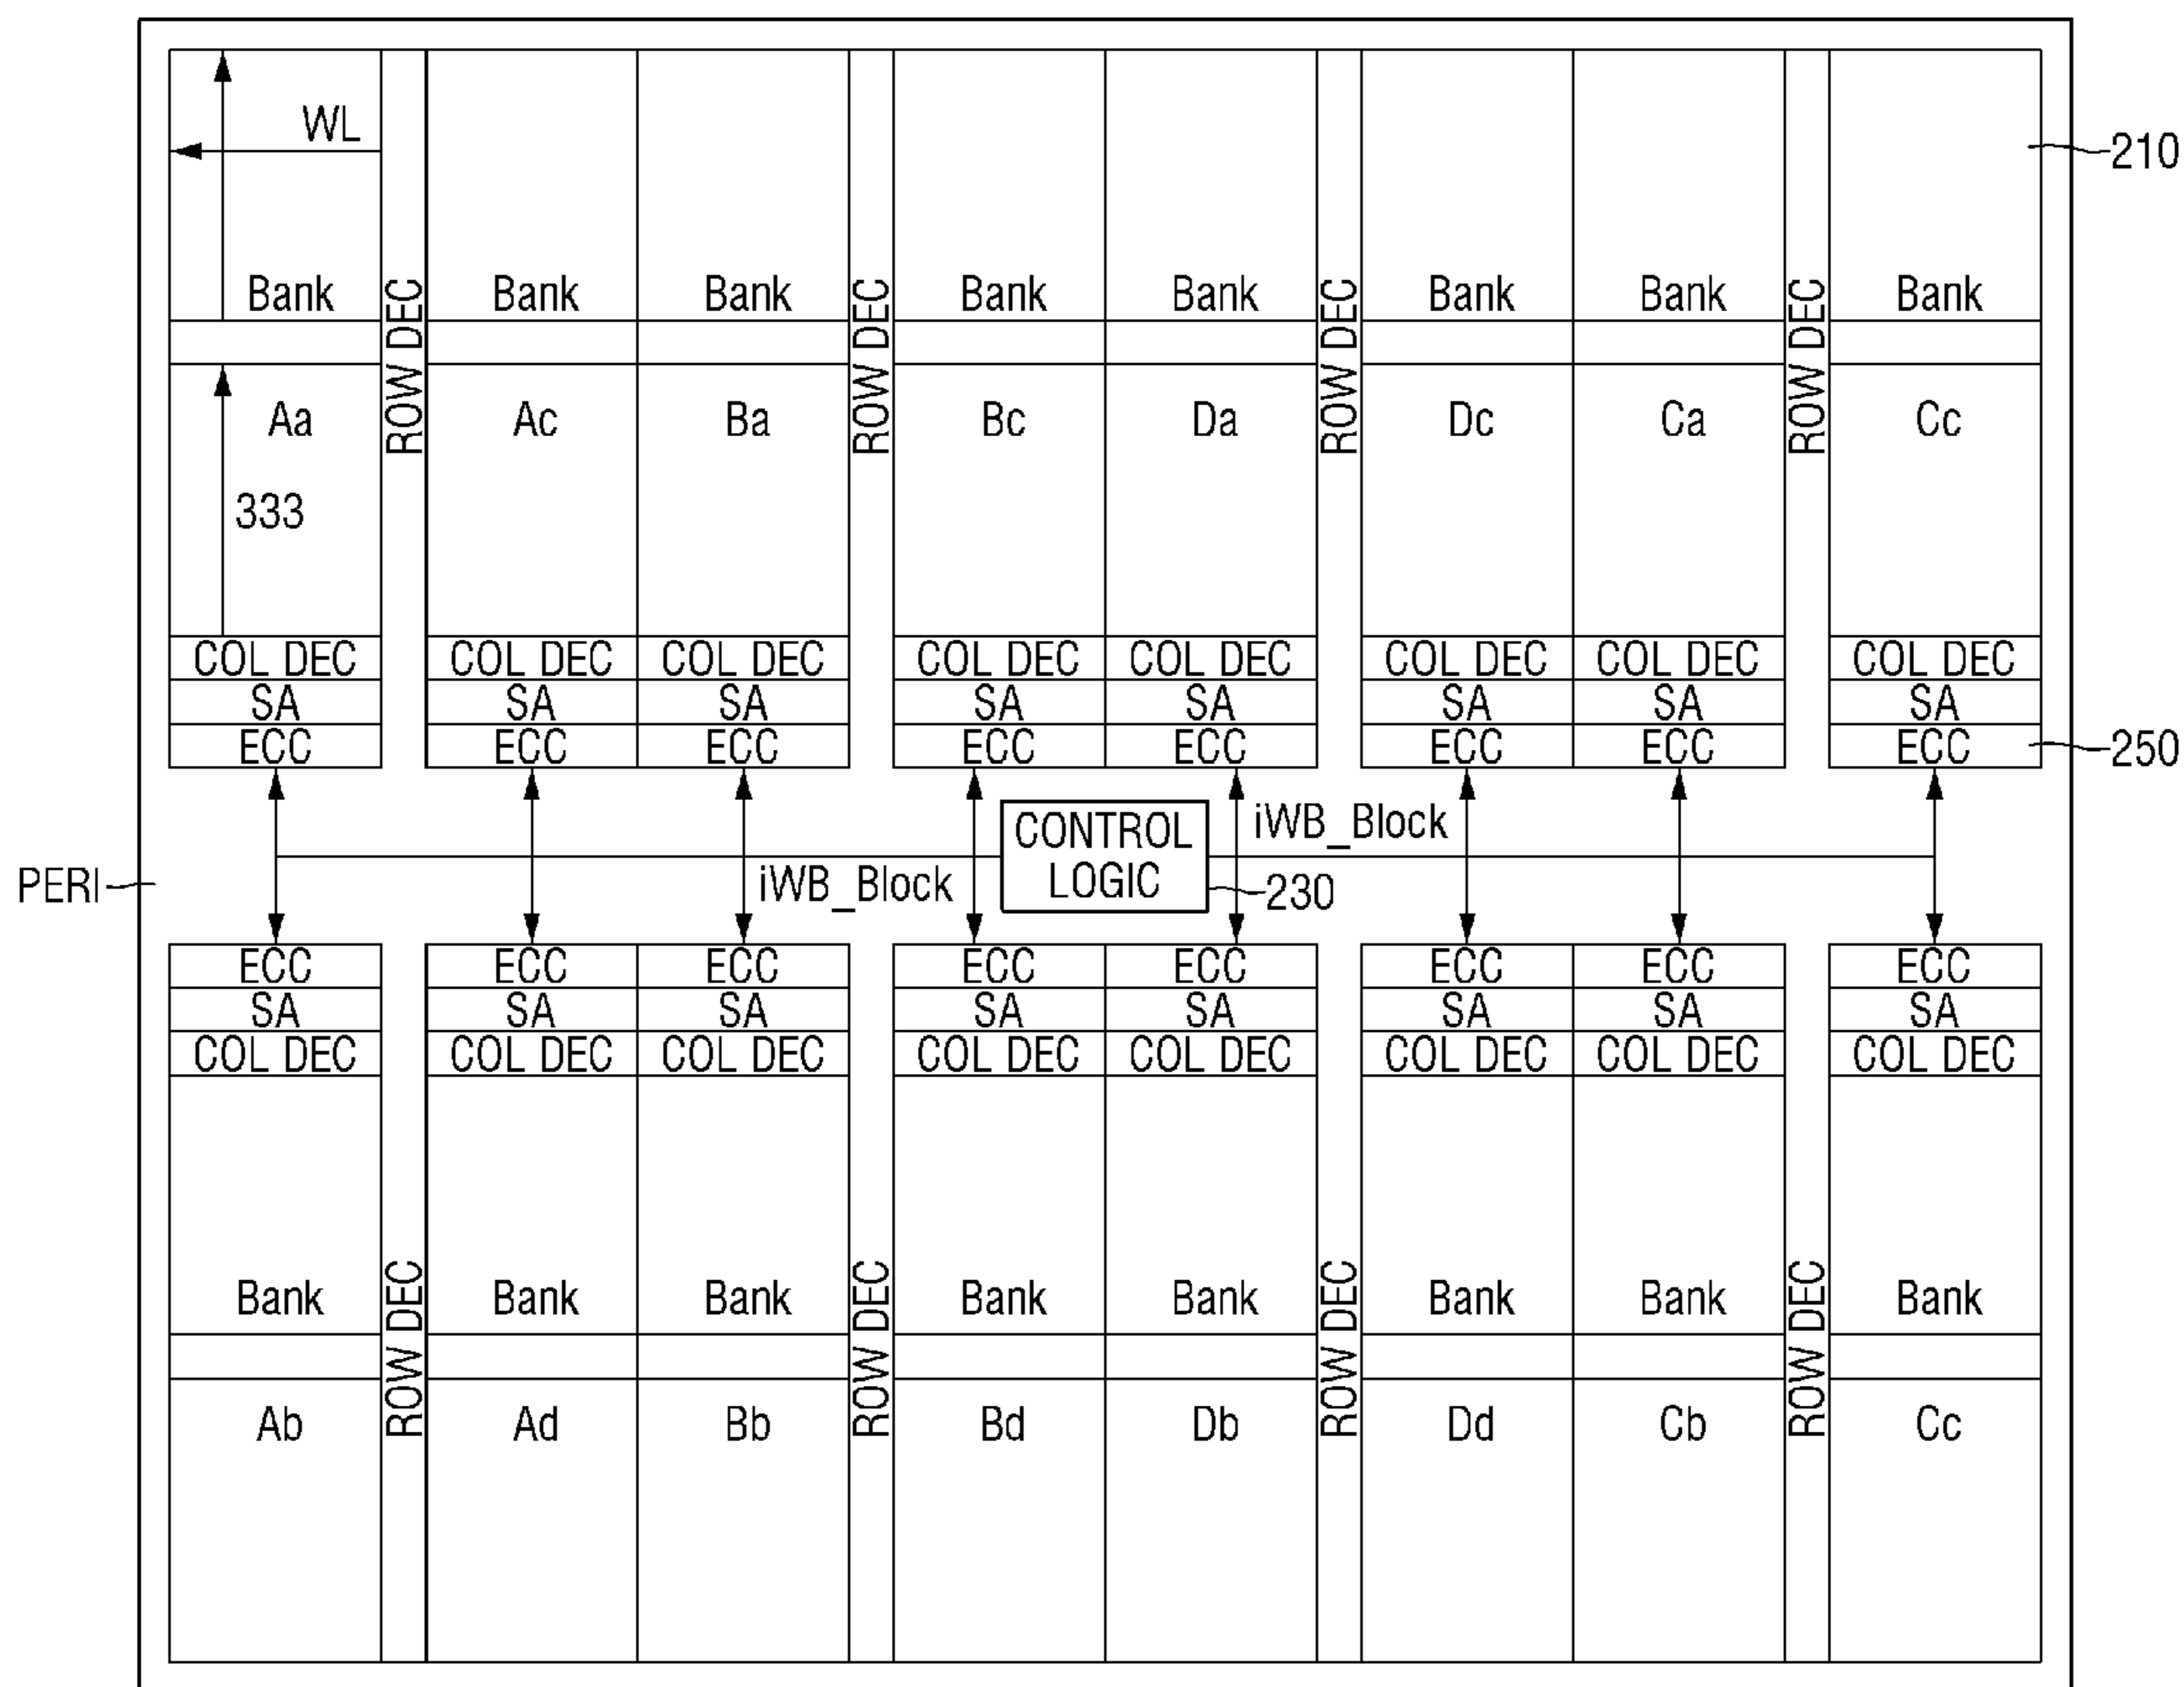 WL
210
Bank Bank Bank Bank Bank Bank Bank Bank
ROW DEC ROW DEC ROW DEC ROW DEC
Aa Ac Ba Bc Da Dc Ca Cc
333
COL DEC COL DEC COL DEC COL DEC COL DEC COL DEC COL DEC COL DEC
SA SA SA SA SA SA SA SA
ECC ECC ECC ECC ECC ECC ECC ECC
250
CONTROL
LOGIC
iWB_Block
iWB_Block
230
PERI
ECC ECC ECC ECC ECC ECC ECC ECC
SA SA SA SA SA SA SA SA
COL DEC COL DEC COL DEC COL DEC COL DEC COL DEC COL DEC COL DEC
Bank Bank Bank Bank Bank Bank Bank Bank
ROW DEC ROW DEC ROW DEC ROW DEC
Ab Ad Bb Bd Db Dd Cb Cc